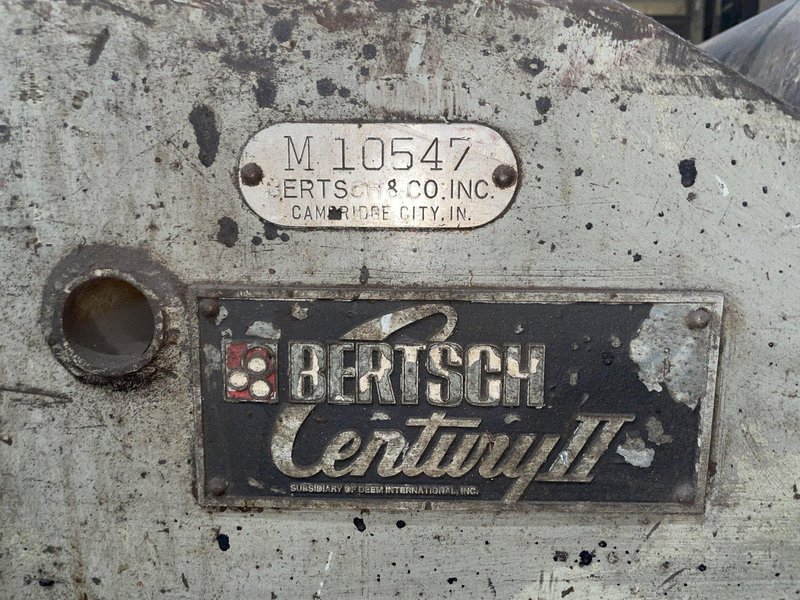 M 10547
BERTSCH & CO. INC.
CAMBRIDGE CITY, IN.
BERTSCH
Century II
SUBSIDIARY OF DEEM INTERNATIONAL, INC.